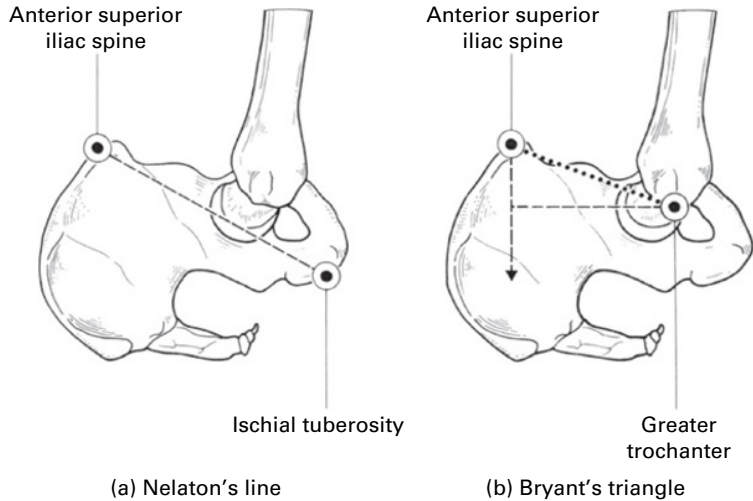 Anterior superior
iliac spine
Ischial tuberosity
(a) Nelaton's line
Anterior superior
iliac spine
Greater
trochanter
(b) Bryant's triangle